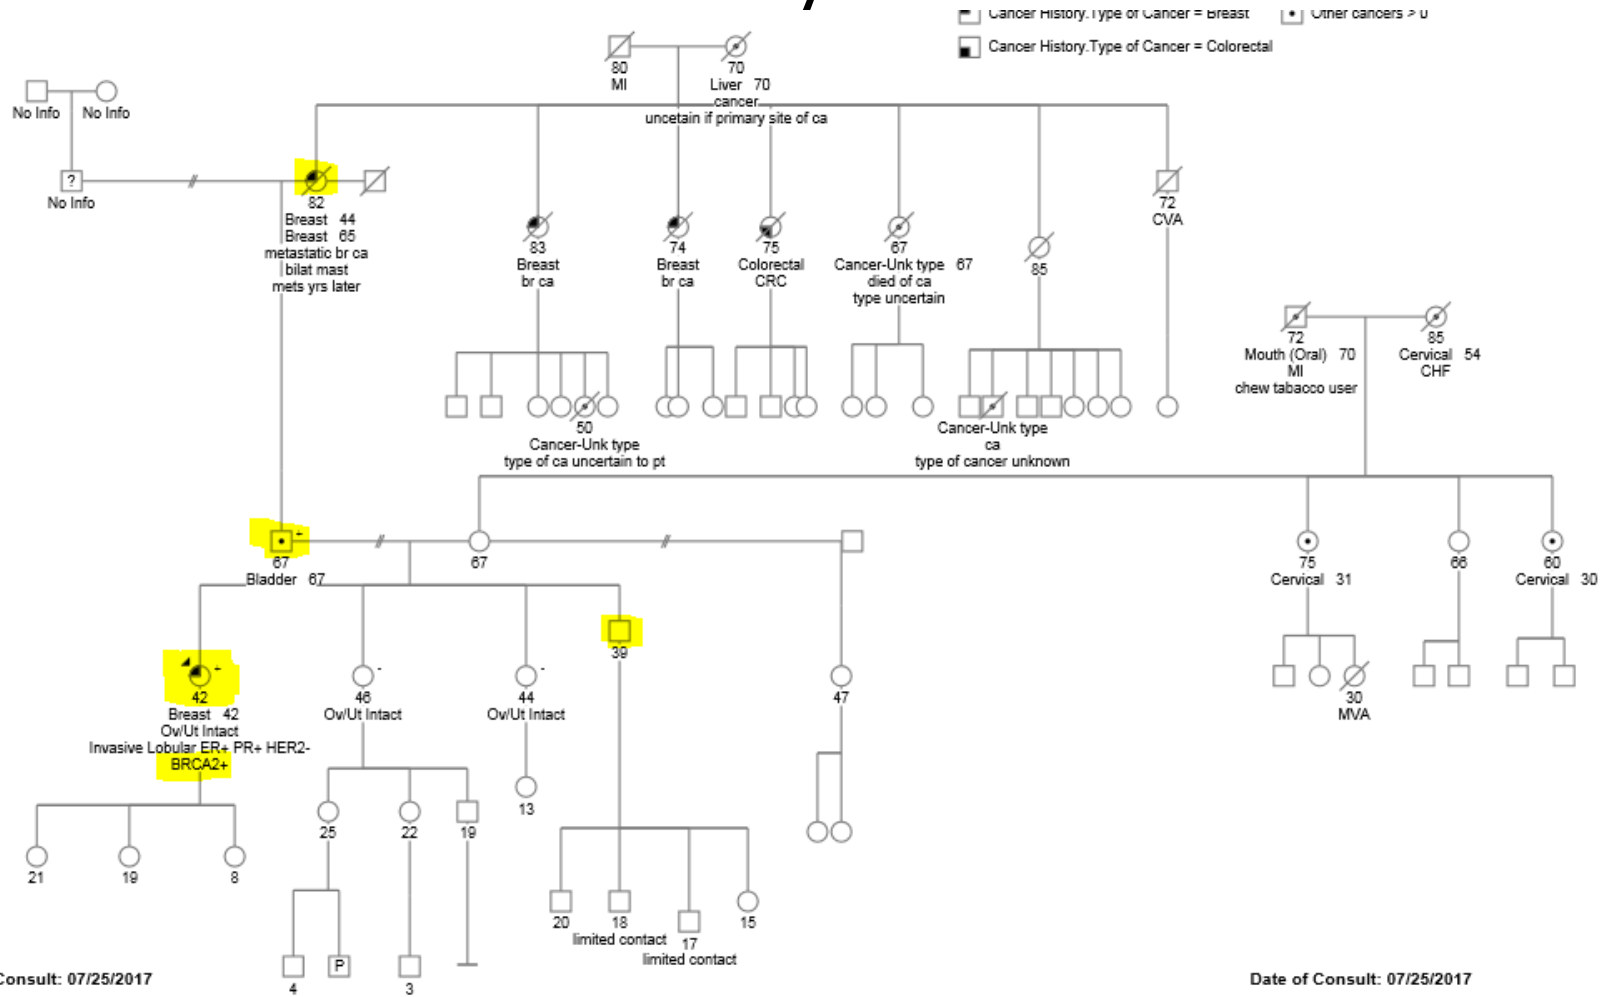 Cancer History.Type of Cancer = Breast
Other cancers > 0
Cancer History.Type of Cancer = Colorectal
80
MI
70
Liver 70
cancer
uncetain if primary site of ca
No Info
No Info
?
No Info
82
Breast 44
Breast 65
metastatic br ca
bilat mast
mets yrs later
83
Breast
br ca
74
Breast
br ca
75
Colorectal
CRC
67
Cancer-Unk type 67
died of ca
type uncertain
85
72
CVA
72
Mouth (Oral) 70
MI
chew tabacco user
85
Cervical 54
CHF
50
Cancer-Unk type
type of ca uncertain to pt
Cancer-Unk type
ca
type of cancer unknown
+
67
Bladder 67
67
75
Cervical 31
66
60
Cervical 30
39
+
42
Breast 42
Ov/Ut Intact
Invasive Lobular ER+ PR+ HER2-
BRCA2+
-
46
Ov/Ut Intact
-
44
Ov/Ut Intact
47
30
MVA
13
25
22
19
21
19
8
20
18
limited contact
17
limited contact
15
P
4
3
Consult: 07/25/2017
Date of Consult: 07/25/2017